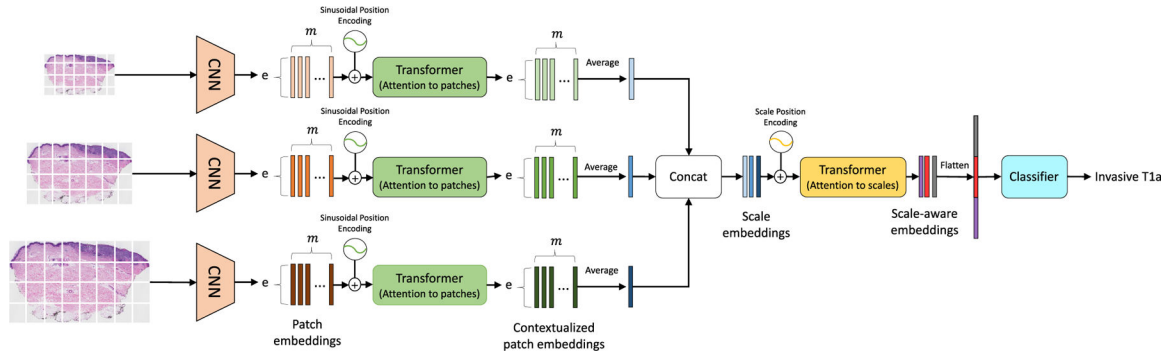 Sinusoidal Position
Encoding
m
CNN
e
...
+
Transformer
(Attention to patches)
e
m
...
Average
Sinusoidal Position
Encoding
m
CNN
e
...
+
Transformer
(Attention to patches)
e
m
...
Average
Concat
Scale Position
Encoding
+
Transformer
(Attention to scales)
Flatten
Classifier
Invasive T1a
Scale
embeddings
Scale-aware
embeddings
Sinusoidal Position
Encoding
m
CNN
e
...
+
Transformer
(Attention to patches)
e
m
...
Average
Patch
embeddings
Contextualized
patch embeddings